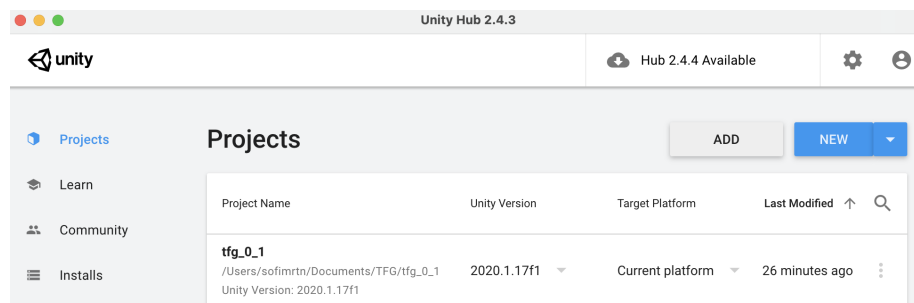 Unity Hub 2.4.3
unity
Hub 2.4.4 Available
Projects
Learn
Community
Installs
Projects
ADD
NEW
Project Name
Unity Version
Target Platform
Last Modified
tfg_0_1
/Users/sofimrtn/Documents/TFG/tfg_0_1
Unity Version: 2020.1.17f1
2020.1.17f1
Current platform
26 minutes ago